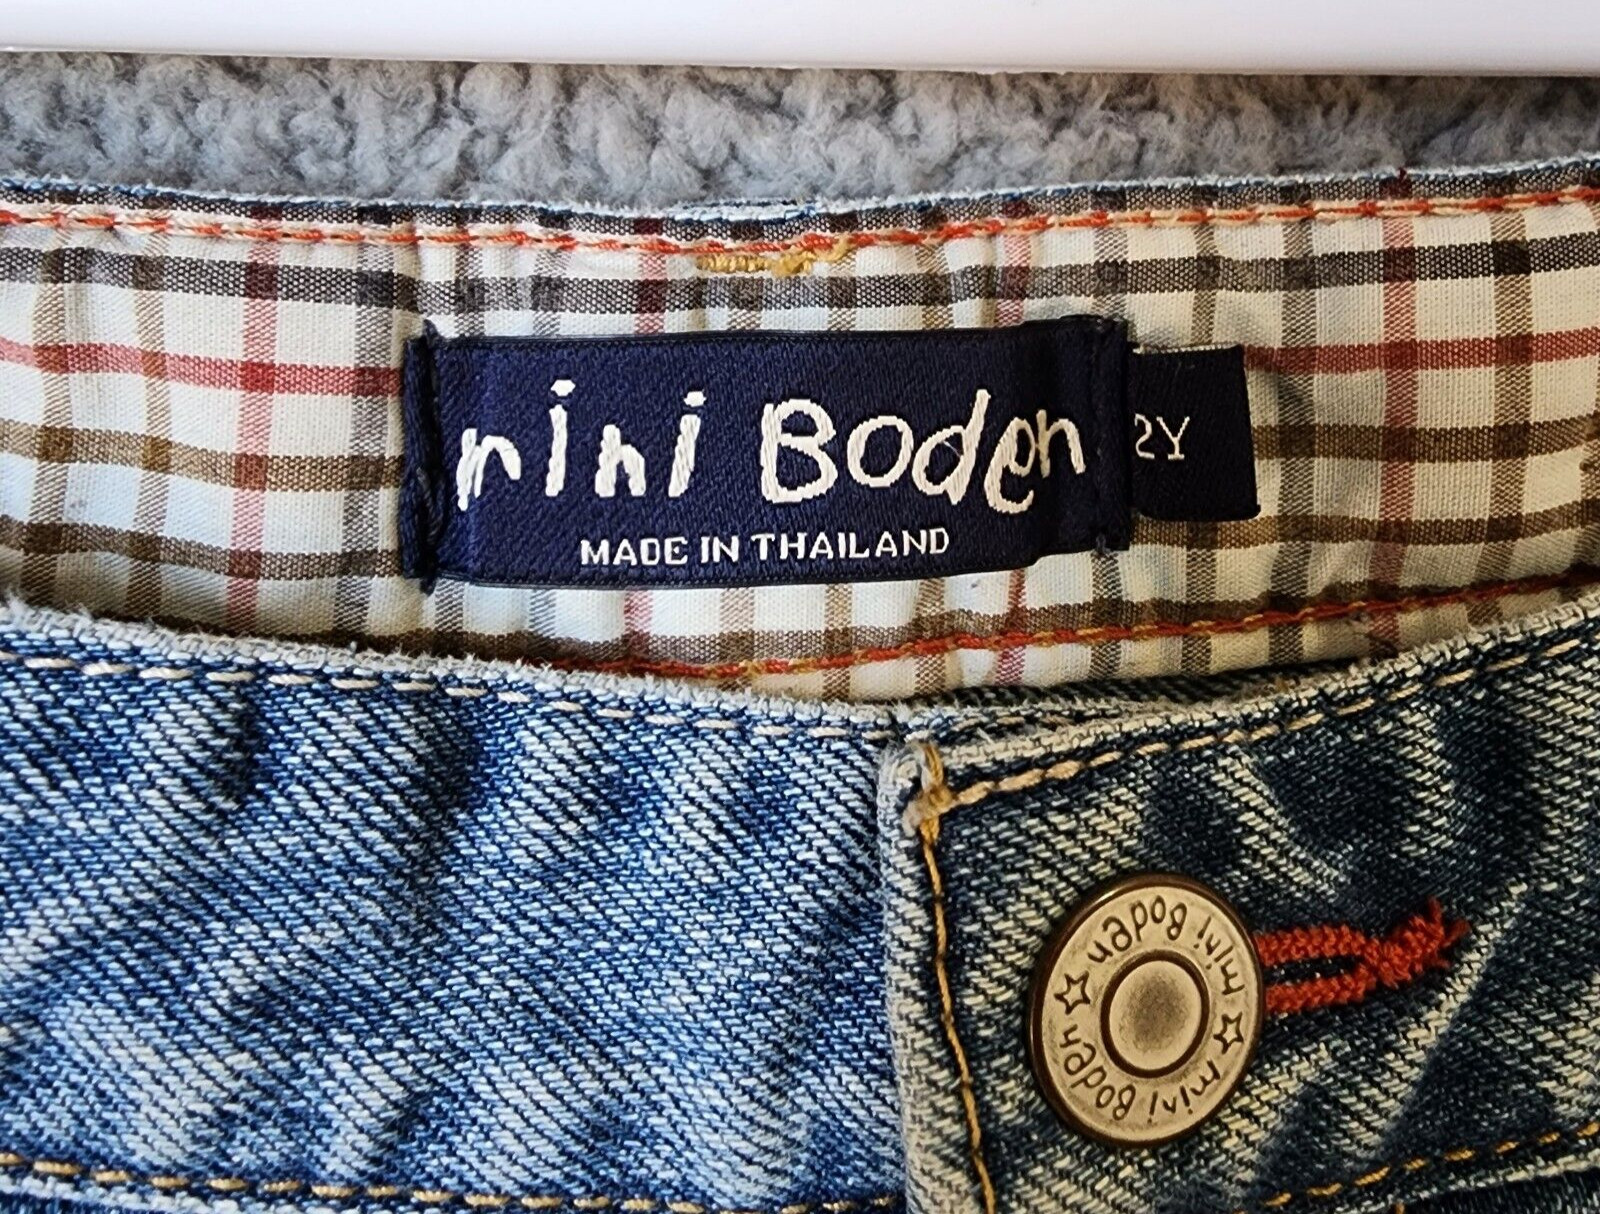 mini Boden
MADE IN THAILAND
2Y
mini Boden
mini Boden